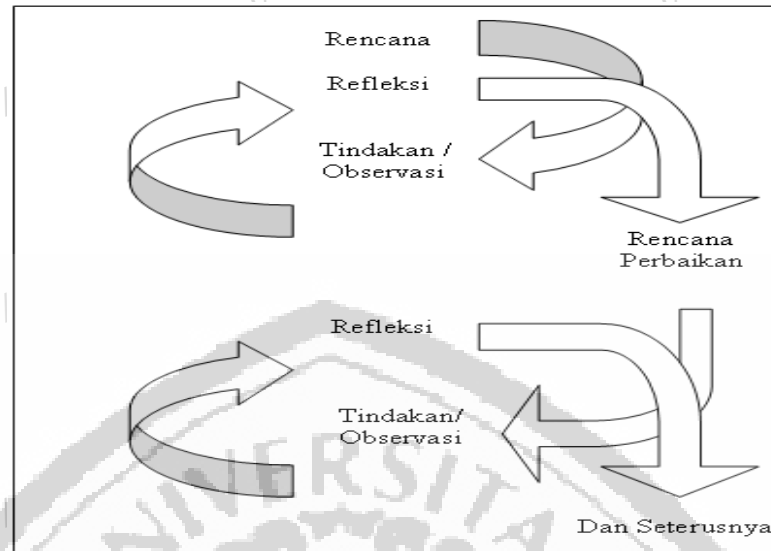 Rencana
Refleksi
Tindakan /
Observasi
Rencana
Perbaikan
Refleksi
Tindakan/
Observasi
Dan Seterusnya